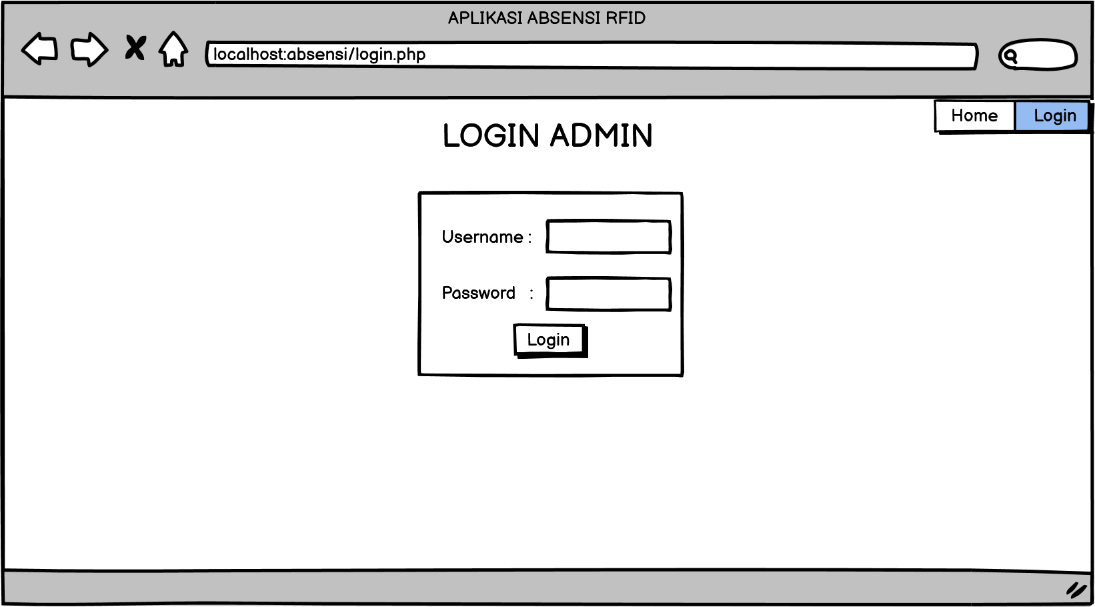 APLIKASI ABSENSI RFID
localhost:absensi/login.php
Home Login
LOGIN ADMIN
Username :
Password :
Login